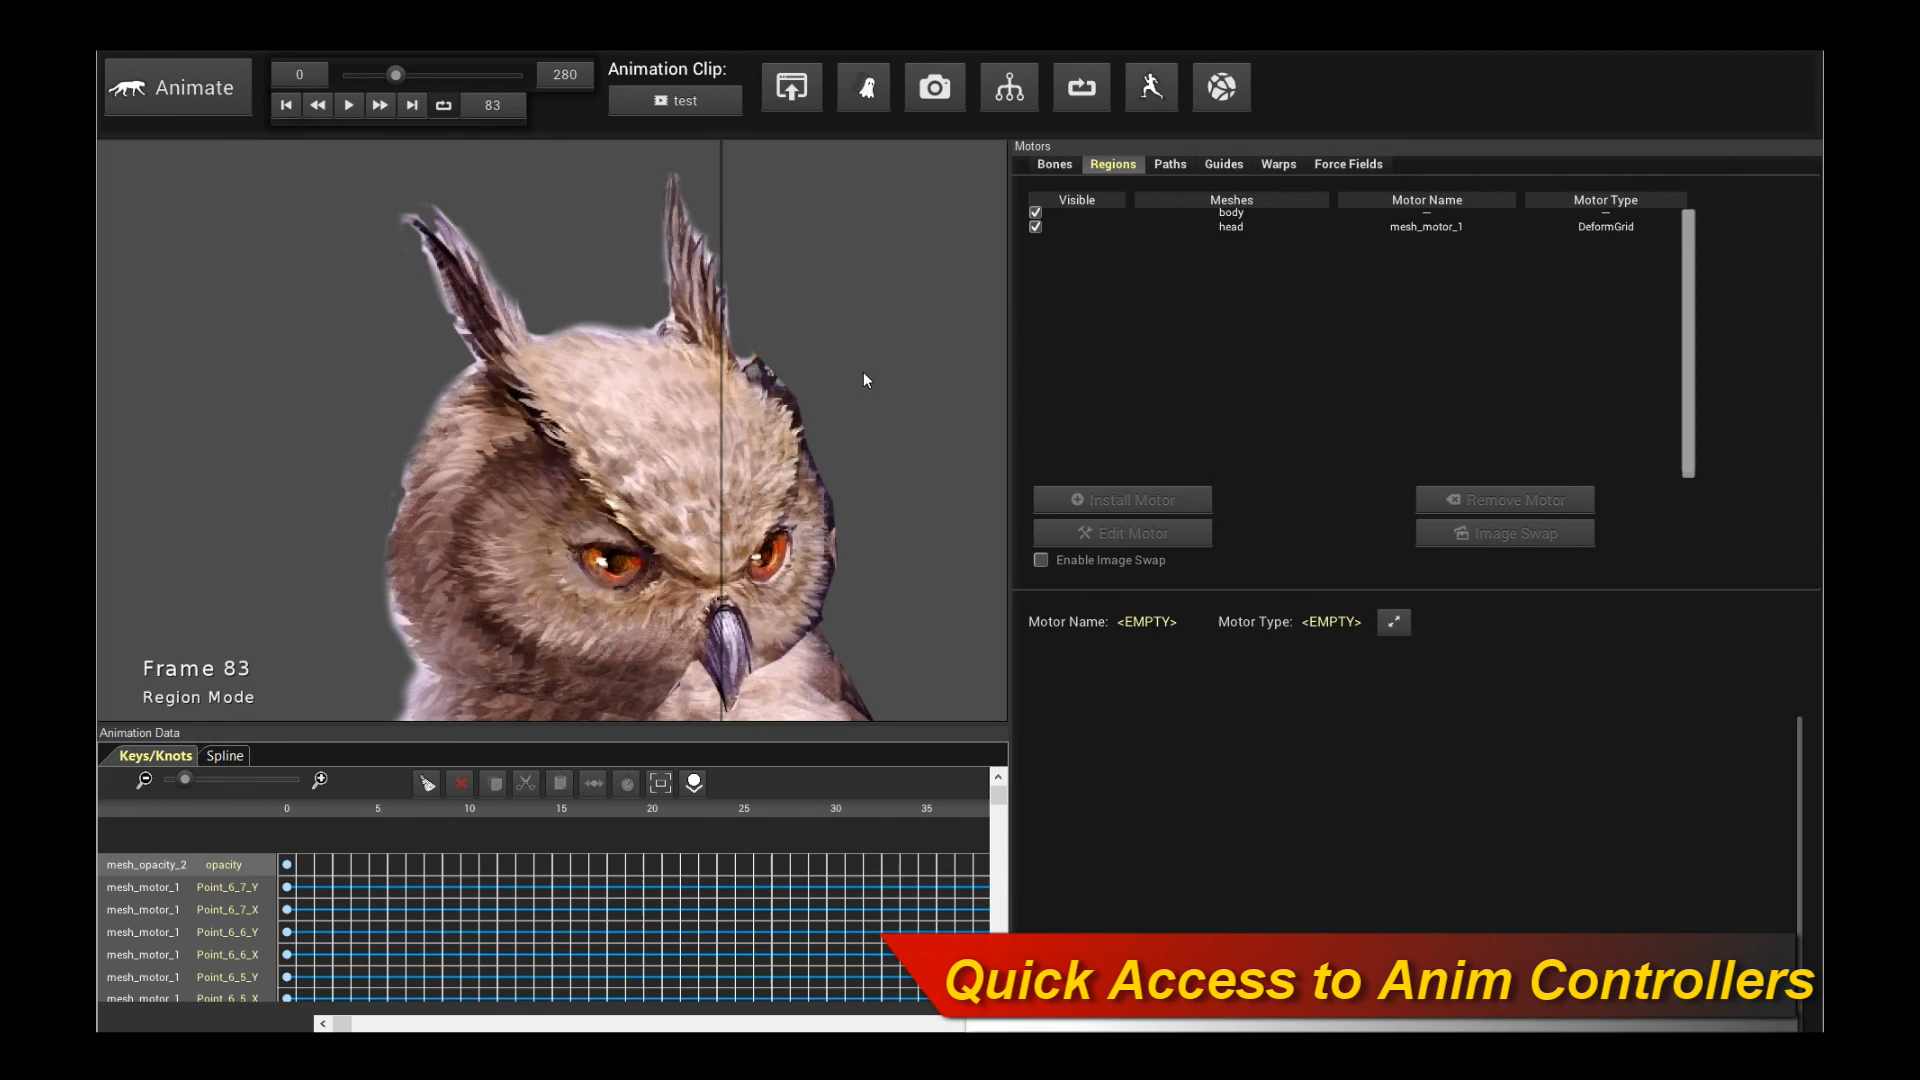 Animate
0
280
83
Animation Clip:
test
Motors
Bones Regions Paths Guides Warps Force Fields
Visible Meshes Motor Name Motor Type
body — —
head mesh_motor_1 DeformGrid
Install Motor Remove Motor
Edit Motor Image Swap
Enable Image Swap
Motor Name: <EMPTY> Motor Type: <EMPTY>
Frame 83
Region Mode
Animation Data
Keys/Knots Spline
0 5 10 15 20 25 30 35
mesh_opacity_2 opacity
mesh_motor_1 Point_6_7_Y
mesh_motor_1 Point_6_7_X
mesh_motor_1 Point_6_6_Y
mesh_motor_1 Point_6_6_X
mesh_motor_1 Point_6_5_Y
mesh_motor_1 Point_6_5_X
Quick Access to Anim Controllers